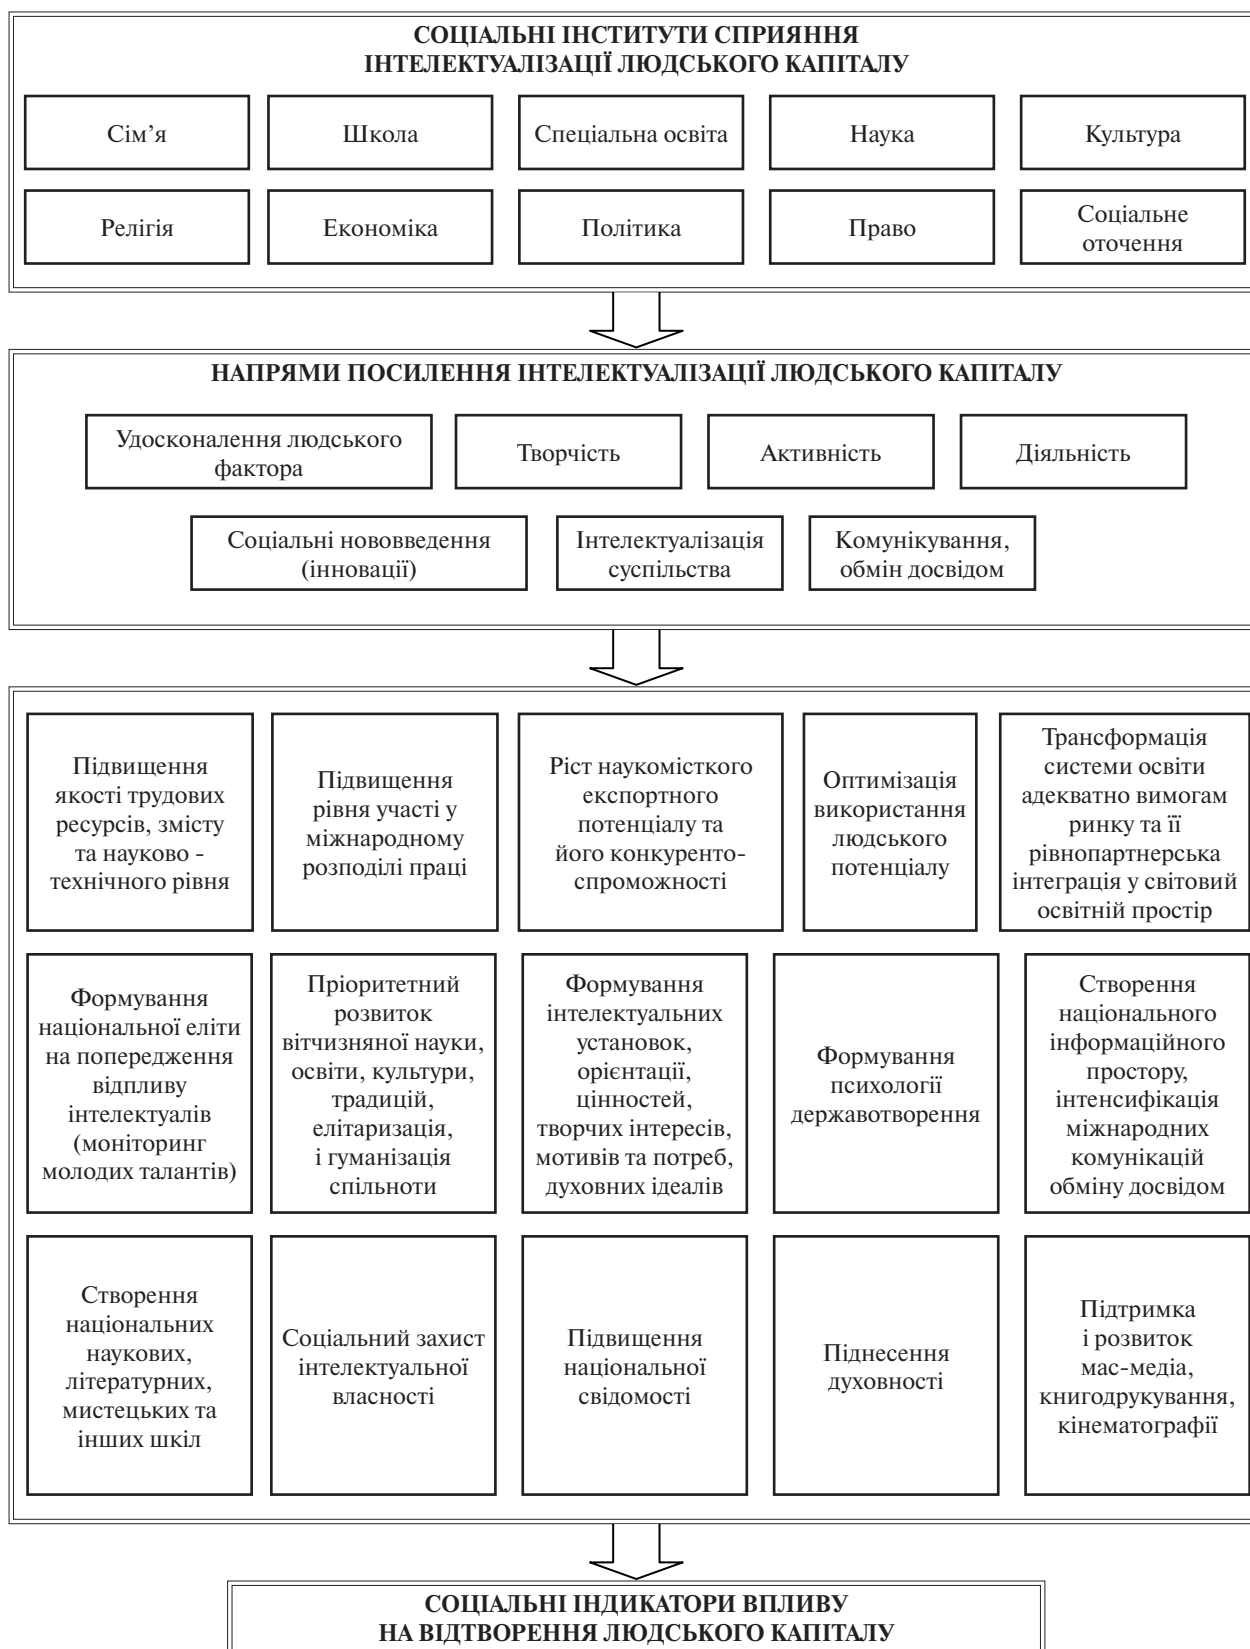 СОЦІАЛЬНІ ІНСТИТУТИ СПРИЯННЯ
ІНТЕЛЕКТУАЛІЗАЦІЇ ЛЮДСЬКОГО КАПІТАЛУ
Сім’я
Школа
Спеціальна освіта
Наука
Культура
Релігія
Економіка
Політика
Право
Соціальне
оточення
НАПРЯМИ ПОСИЛЕННЯ ІНТЕЛЕКТУАЛІЗАЦІЇ ЛЮДСЬКОГО КАПІТАЛУ
Удосконалення людського
фактора
Творчість
Активність
Діяльність
Соціальні нововведення
(інновації)
Інтелектуалізація
суспільства
Комунікування,
обмін досвідом
Підвищення
якості трудових
ресурсів, змісту
та науково -
технічного рівня
Підвищення
рівня участі у
міжнародному
розподілі праці
Ріст наукомісткого
експортного
потенціалу та
його конкуренто-
спроможності
Оптимізація
використання
людського
потенціалу
Трансформація
системи освіти
адекватно вимогам
ринку та її
рівнопартнерська
інтеграція у світовий
освітній простір
Формування
національної еліти
на попередження
відпливу
інтелектуалів
(моніторинг
молодих талантів)
Пріоритетний
розвиток
вітчизняної науки,
освіти, культури,
традицій,
елітаризація,
і гуманізація
спільноти
Формування
інтелектуальних
установок,
орієнтації,
цінностей,
творчих інтересів,
мотивів та потреб,
духовних ідеалів
Формування
психології
державотворення
Створення
національного
інформаційного
простору,
інтенсифікація
міжнародних
комунікацій
обміну досвідом
Створення
національних
наукових,
літературних,
мистецьких та
інших шкіл
Соціальний захист
інтелектуальної
власності
Підвищення
національної
свідомості
Піднесення
духовності
Підтримка
і розвиток
мас-медіа,
книгодрукування,
кінематографії
СОЦІАЛЬНІ ІНДИКАТОРИ ВПЛИВУ
НА ВІДТВОРЕННЯ ЛЮДСЬКОГО КАПІТАЛУ